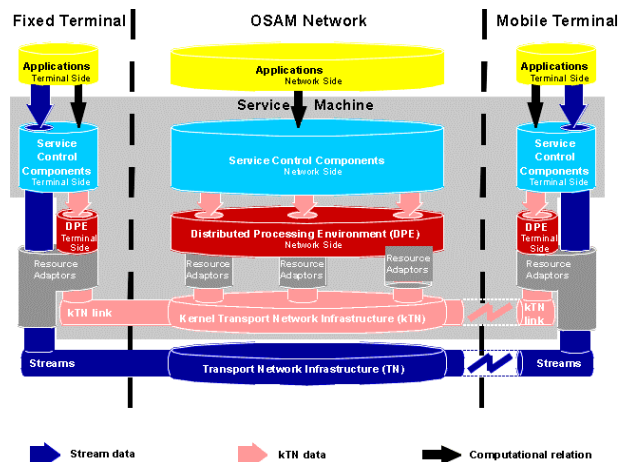 Fixed Terminal
OSAM Network
Mobile Terminal
Applications
Terminal Side
Applications
Network Side
Applications
Terminal Side
Service Machine
Service
Control
Components
Terminal Side
Service Control Components
Network Side
Service
Control
Components
Terminal Side
DPE
Terminal
Side
Distributed Processing Environment (DPE)
Network Side
DPE
Terminal
Side
Resource
Adaptors
Resource
Adaptors
Resource
Adaptors
Resource
Adaptors
Resource
Adaptors
kTN link
Kernel Transport Network Infrastructure (kTN)
kTN
link
Streams
Transport Network Infrastructure (TN)
Streams
Stream data
kTN data
Computational relation